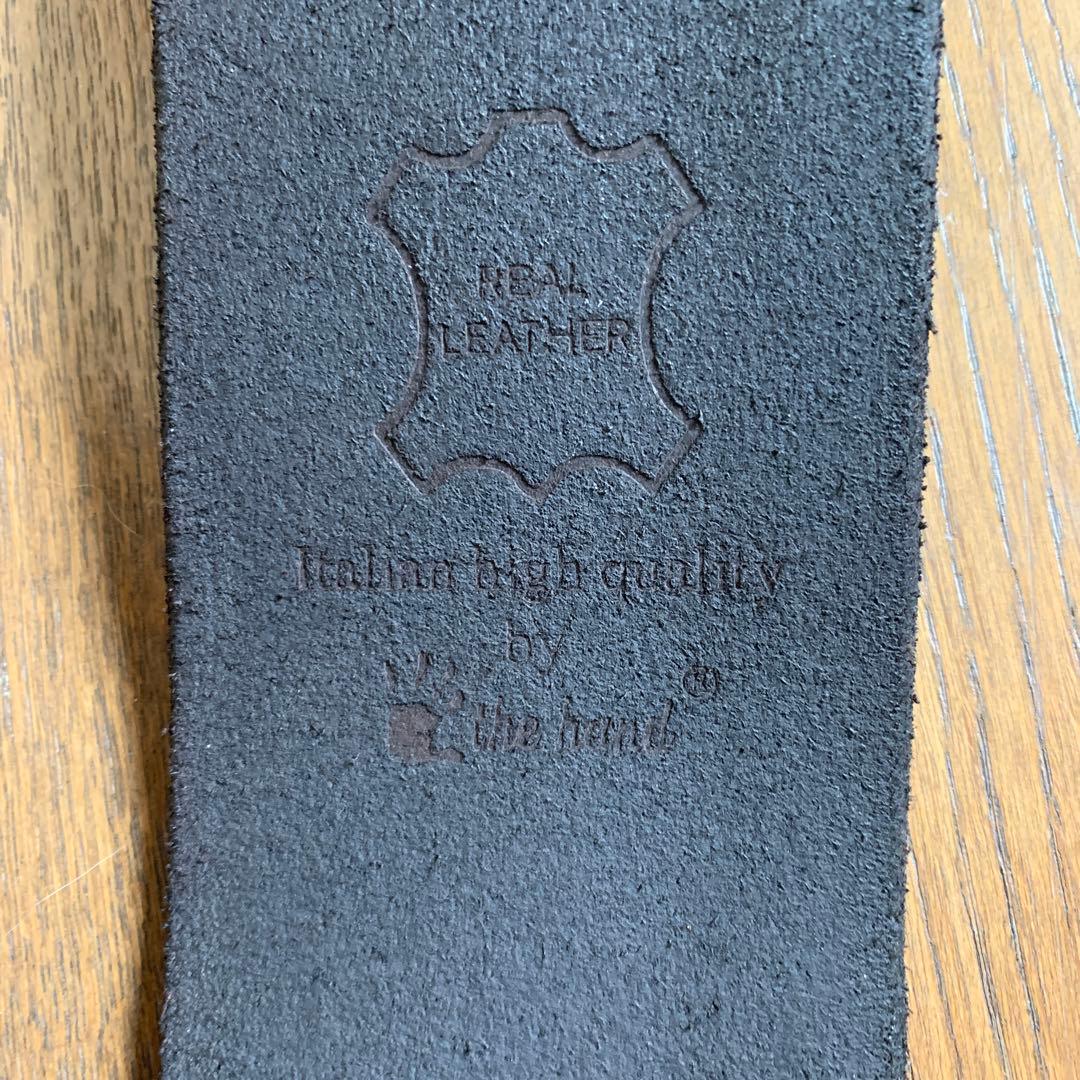 REAL
LEATHER
Italian high quality
by
the hand ®